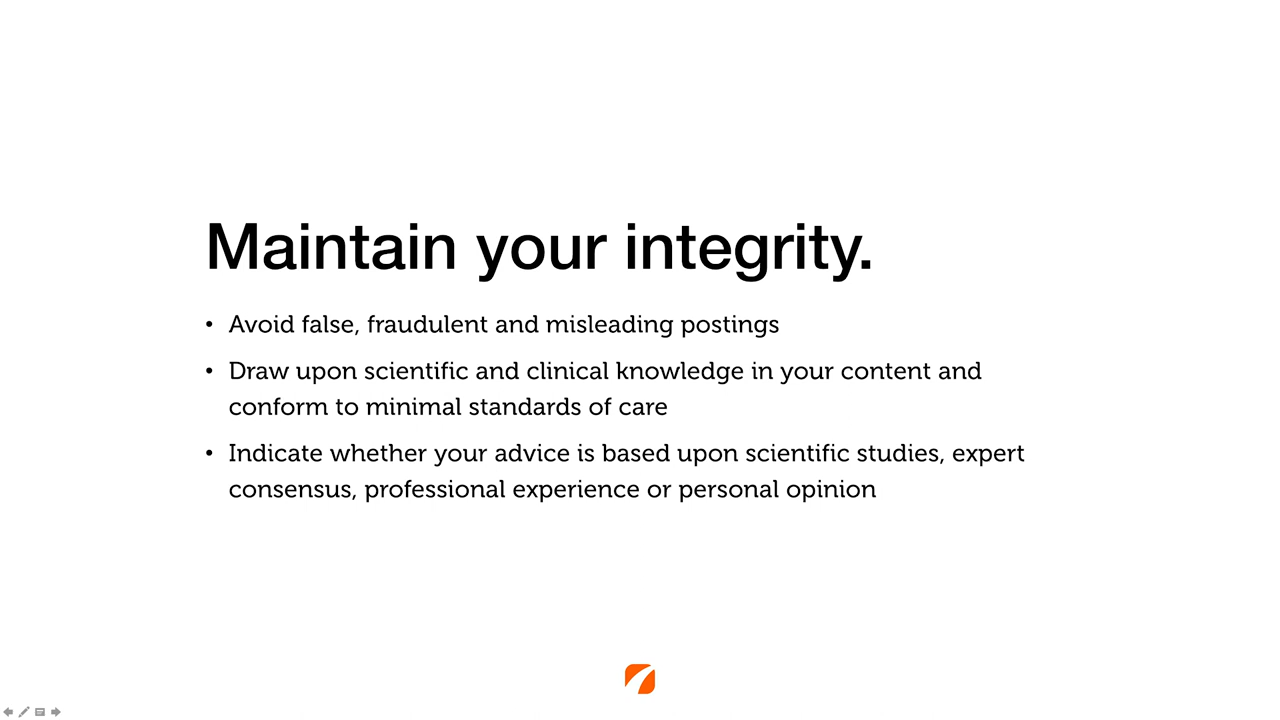 Maintain your integrity.
• Avoid false, fraudulent and misleading postings
• Draw upon scientific and clinical knowledge in your content and
conform to minimal standards of care
• Indicate whether your advice is based upon scientific studies, expert
consensus, professional experience or personal opinion